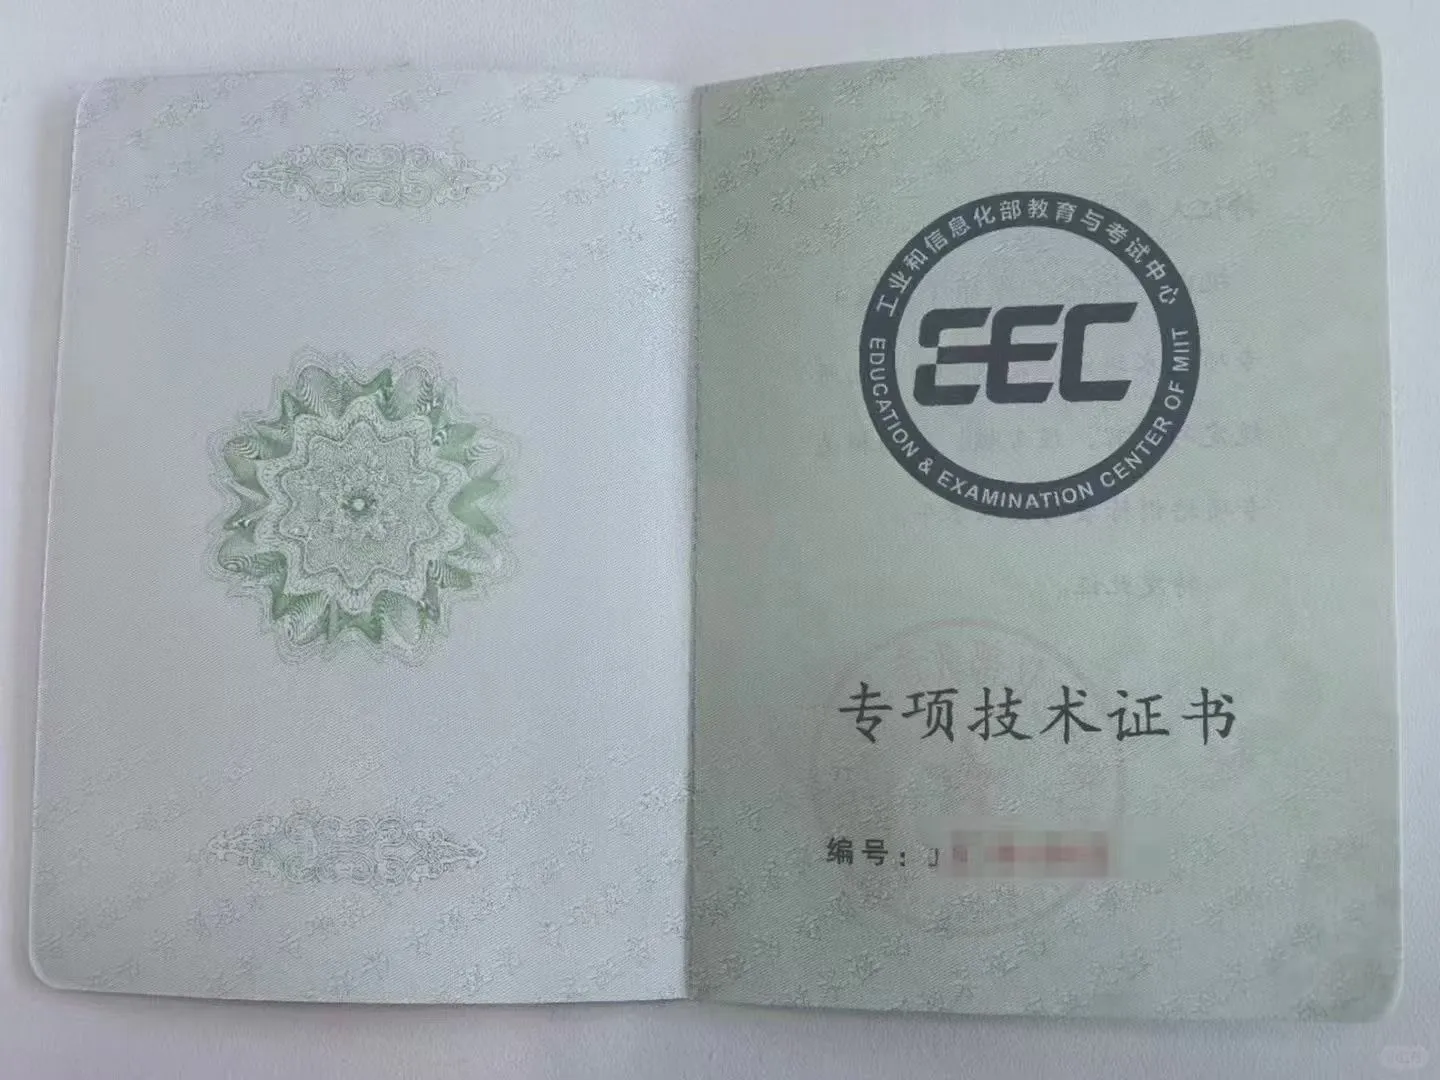 工业和信息化部教育与考试中心
EEC
EDUCATION & EXAMINATION CENTER OF MIIT
专项技术证书
编号：J